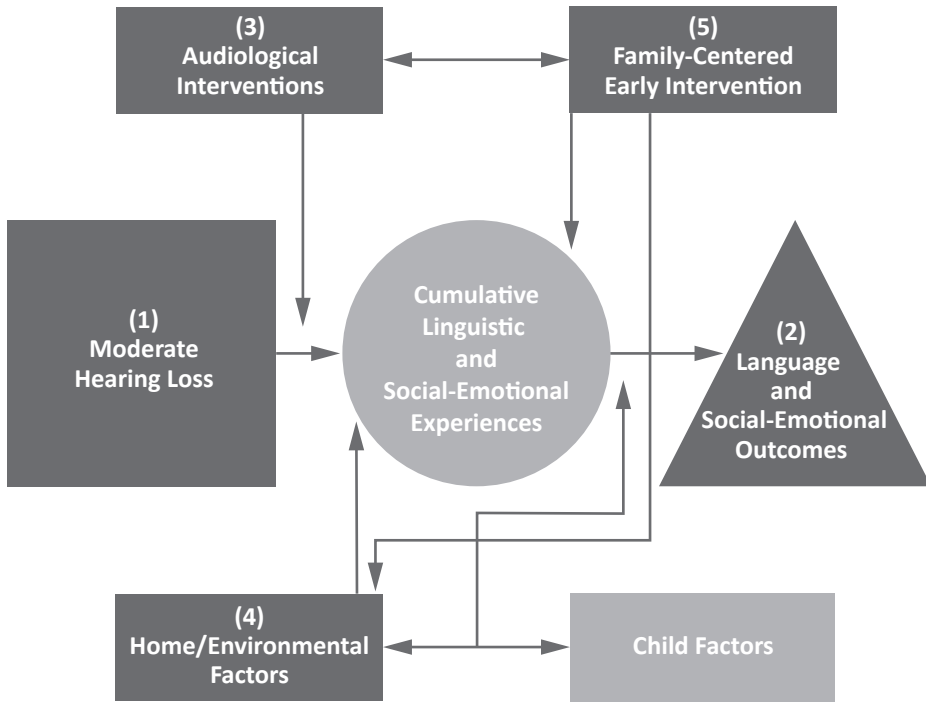 (3)
Audiological
Interventions
(5)
Family-Centered
Early Intervention
(1)
Moderate
Hearing Loss
Cumulative
Linguistic
and
Social-Emotional
Experiences
(2)
Language
and
Social-Emotional
Outcomes
(4)
Home/Environmental
Factors
Child Factors